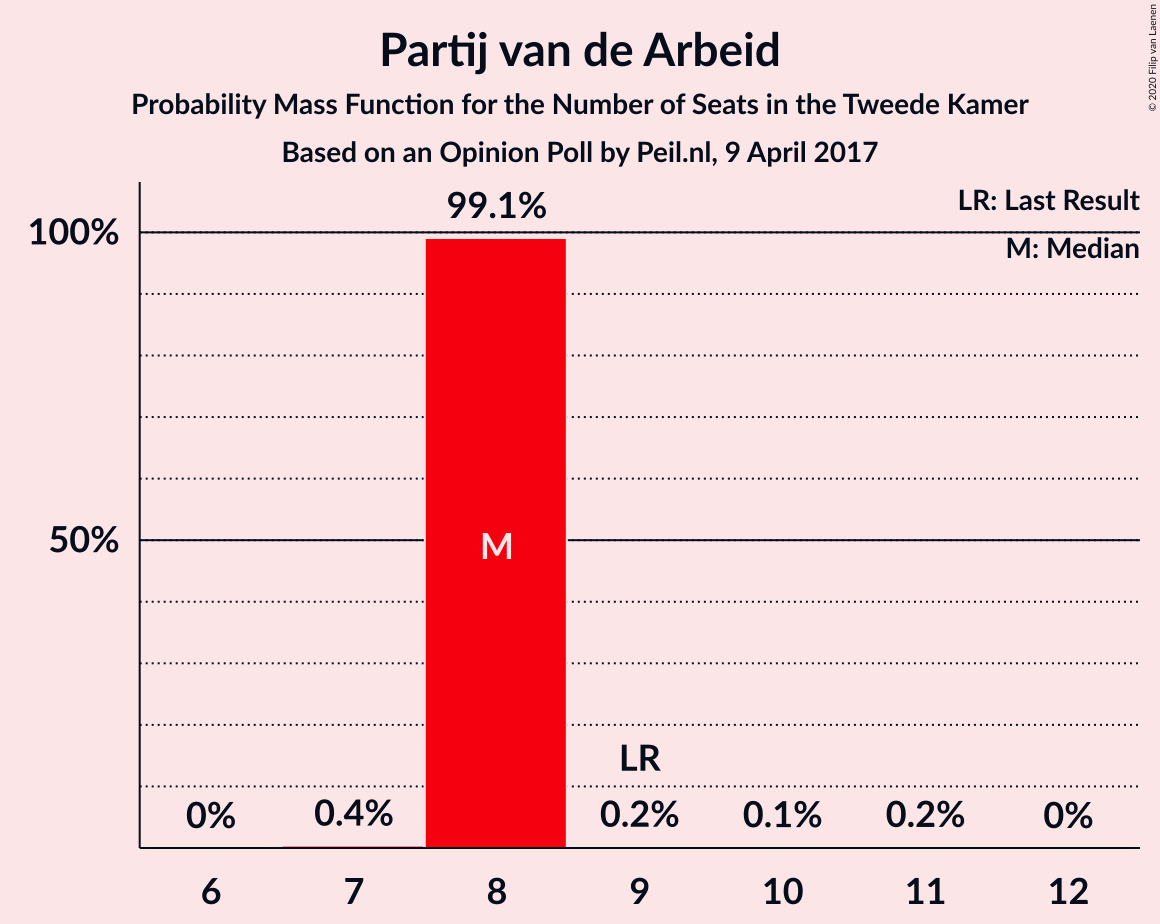 Partij van de Arbeid
Probability Mass Function for the Number of Seats in the Tweede Kamer
Based on an Opinion Poll by Peil.nl, 9 April 2017
© 2020 Filip van Laenen
LR: Last Result
M: Median
99.1%
100%
50%
M
LR
0%
0.4%
0.2%
0.1%
0.2%
0%
6
7
8
9
10
11
12